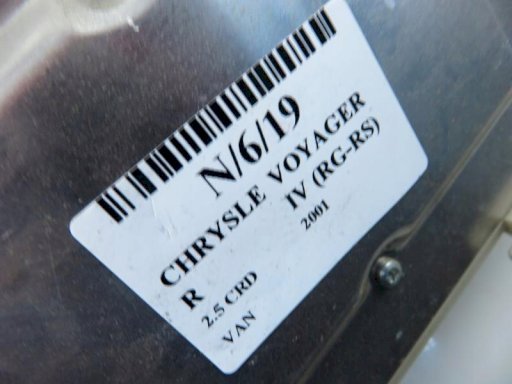 N/6/19
CHRYSLE VOYAGER
R IV (RG-RS)
2.5 CRD 2001
VAN